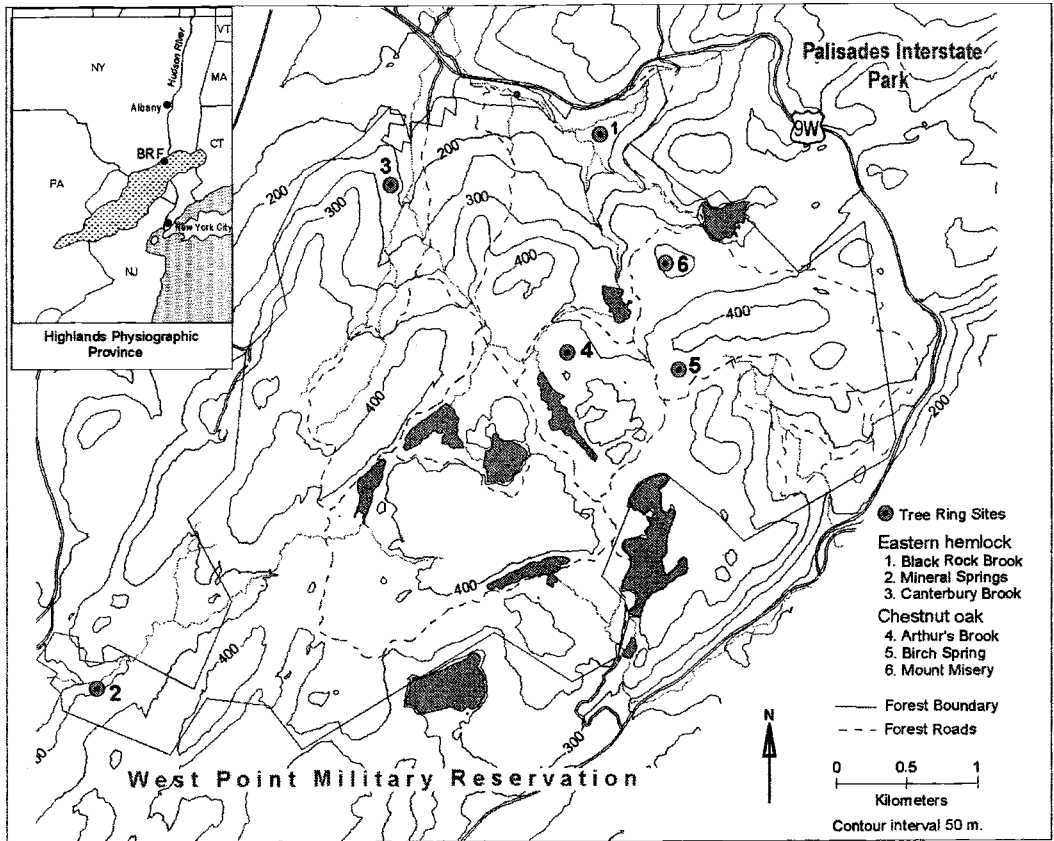 NY
VT
Hudson River
MA
Albany
CT
BRF
PA
New York City
NJ
Highlands Physiographic
Province
Palisades Interstate
Park
9W
1
200
3
200
300
300
400
6
400
4
5
400
200
400
400
2
300
West Point Military Reservation
Tree Ring Sites
Eastern hemlock
1. Black Rock Brook
2. Mineral Springs
3. Canterbury Brook
Chestnut oak
4. Arthur's Brook
5. Birch Spring
6. Mount Misery
Forest Boundary
Forest Roads
N
0 0.5 1
Kilometers
Contour interval 50 m.